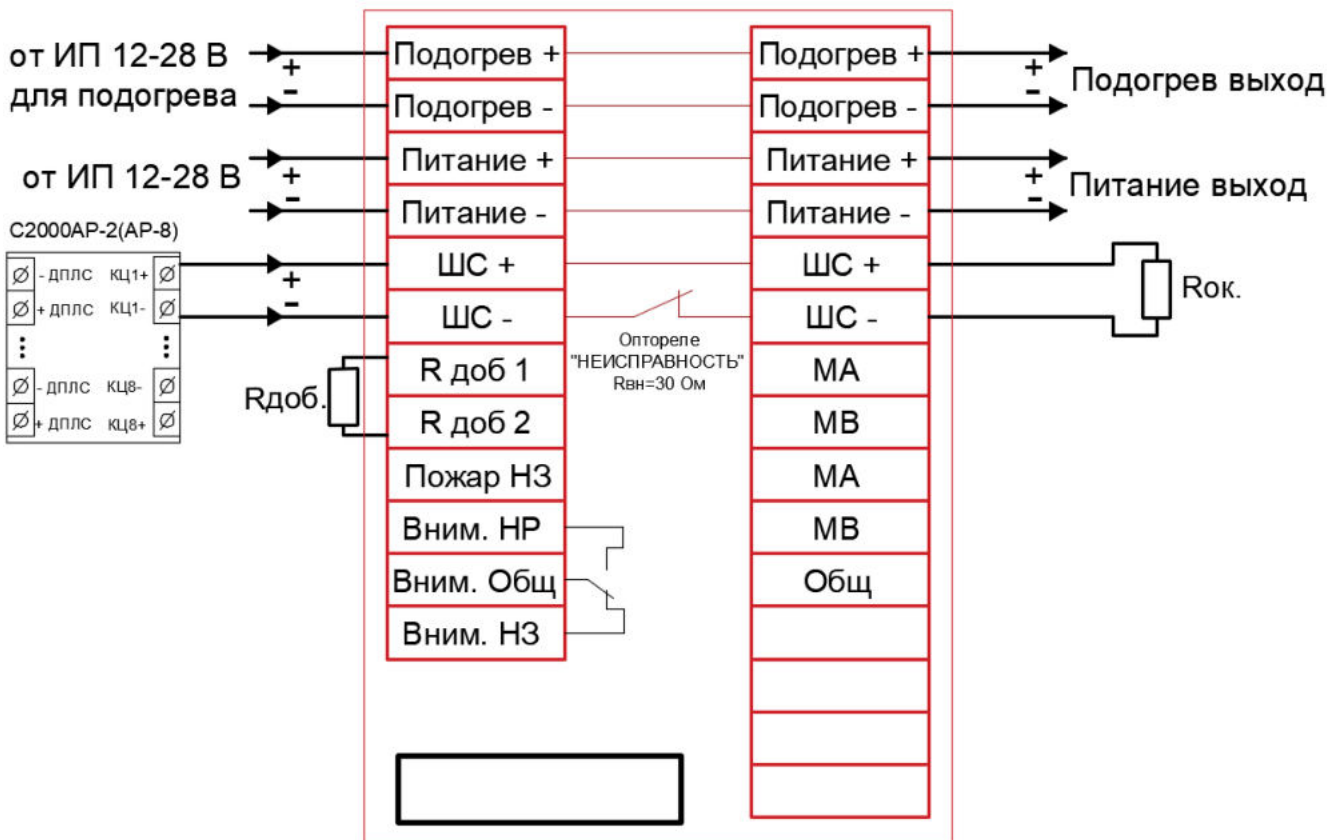 от ИП 12-28 В
для подогрева
+
-
Подогрев +
Подогрев +
+
-
Подогрев выход
Подогрев -
Подогрев -
от ИП 12-28 В
+
-
Питание +
Питание +
+
-
Питание выход
Питание -
Питание -
С2000АР-2(АР-8)
- ДПЛС КЦ1+
+ ДПЛС КЦ1-
- ДПЛС КЦ8-
+ ДПЛС КЦ8+
+
-
ШС +
ШС +
Rок.
ШС -
ШС -
Оптореле
"НЕИСПРАВНОСТЬ"
Rвн=30 Ом
Rдоб.
R доб 1
МА
R доб 2
МВ
Пожар НЗ
МА
Вним. НР
МВ
Вним. Общ
Общ
Вним. НЗ